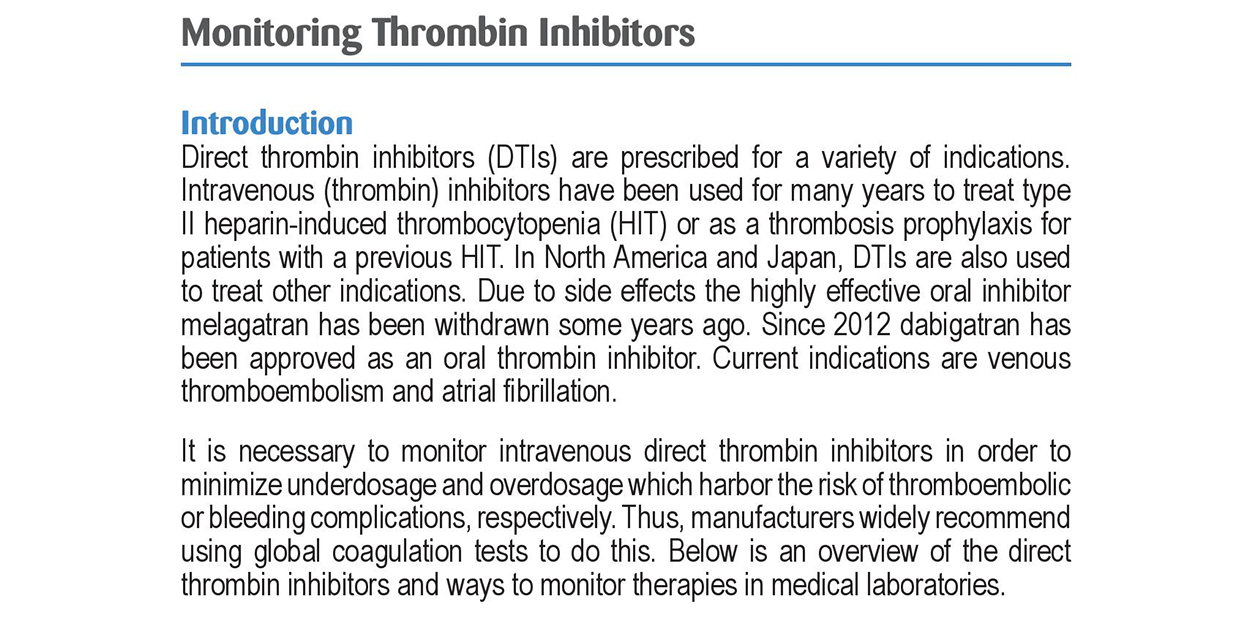 Monitoring Thrombin Inhibitors
Introduction
Direct thrombin inhibitors (DTIs) are prescribed for a variety of indications.
Intravenous (thrombin) inhibitors have been used for many years to treat type
II heparin-induced thrombocytopenia (HIT) or as a thrombosis prophylaxis for
patients with a previous HIT. In North America and Japan, DTIs are also used
to treat other indications. Due to side effects the highly effective oral inhibitor
melagatran has been withdrawn some years ago. Since 2012 dabigatran has
been approved as an oral thrombin inhibitor. Current indications are venous
thromboembolism and atrial fibrillation.
It is necessary to monitor intravenous direct thrombin inhibitors in order to
minimize underdosage and overdosage which harbor the risk of thromboembolic
or bleeding complications, respectively. Thus, manufacturers widely recommend
using global coagulation tests to do this. Below is an overview of the direct
thrombin inhibitors and ways to monitor therapies in medical laboratories.